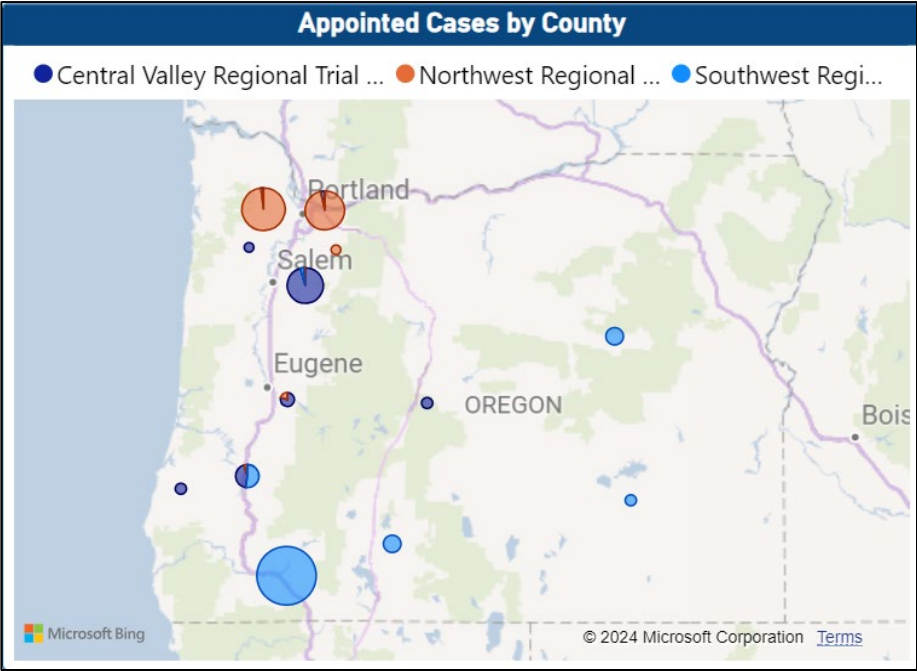 Appointed Cases by County
Central Valley Regional Trial ... Northwest Regional ... Southwest Regi...
Portland
Salem
Eugene
OREGON
Bois
Microsoft Bing
© 2024 Microsoft Corporation Terms